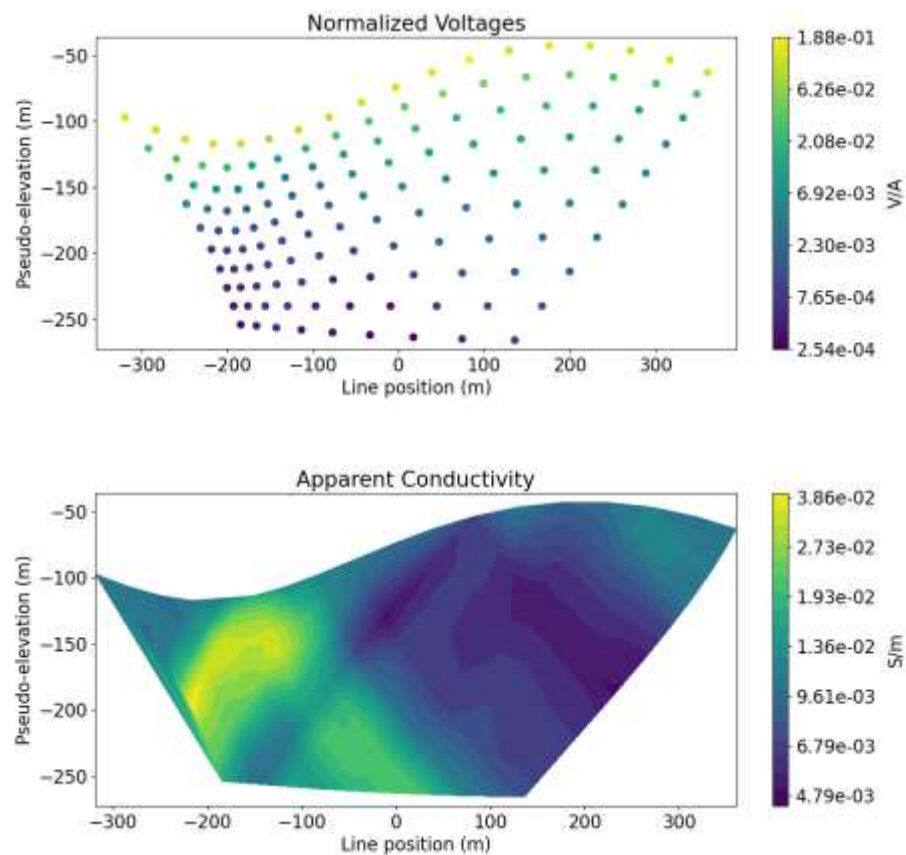 Normalized Voltages
−50
−100
−150
−200
−250
Pseudo-elevation (m)
−300 −200 −100 0 100 200 300
Line position (m)
1.88e-01
6.26e-02
2.08e-02
6.92e-03
2.30e-03
7.65e-04
2.54e-04
V/A
Apparent Conductivity
−50
−100
−150
−200
−250
Pseudo-elevation (m)
−300 −200 −100 0 100 200 300
Line position (m)
3.86e-02
2.73e-02
1.93e-02
1.36e-02
9.61e-03
6.79e-03
4.79e-03
S/m